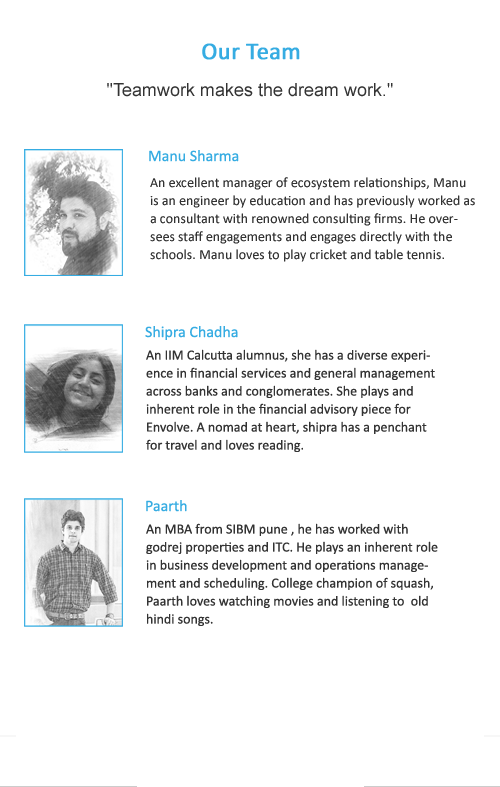 Our Team
"Teamwork makes the dream work."
Manu Sharma
An excellent manager of ecosystem relationships, Manu
is an engineer by education and has previously worked as
a consultant with renowned consulting firms. He over-
sees staff engagements and engages directly with the
schools. Manu loves to play cricket and table tennis.
Shipra Chadha
An IIM Calcutta alumnus, she has a diverse experi-
ence in financial services and general management
across banks and conglomerates. She plays and
inherent role in the financial advisory piece for
Envolve. A nomad at heart, shipra has a penchant
for travel and loves reading.
Paarth
An MBA from SIBM pune , he has worked with
godrej properties and ITC. He plays an inherent role
in business development and operations manage-
ment and scheduling. College champion of squash,
Paarth loves watching movies and listening to  old
hindi songs.